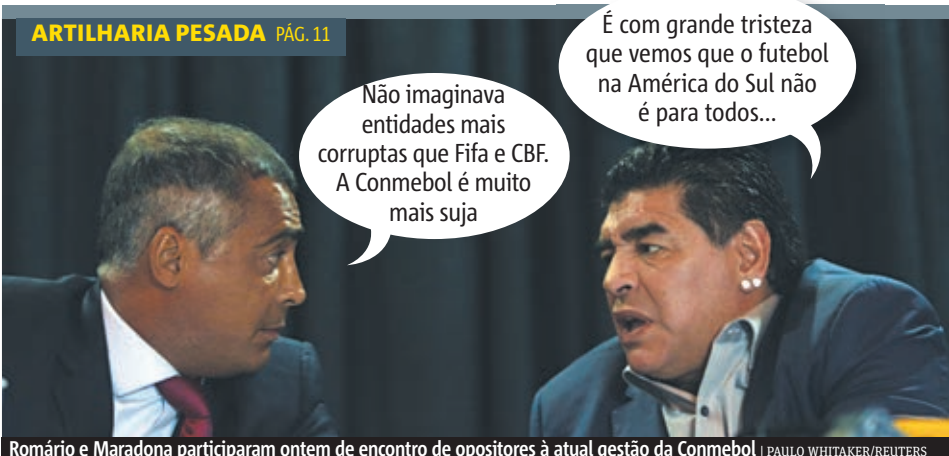 ARTILHARIA PESADA PÁG. 11
Não imaginava
entidades mais
corruptas que Fifa e CBF.
A Conmebol é muito
mais suja
É com grande tristeza
que vemos que o futebol
na América do Sul não
é para todos...
Romário e Maradona participaram ontem de encontro de opositores à atual gestão da Conmebol | PAULO WHITAKER/REUTERS